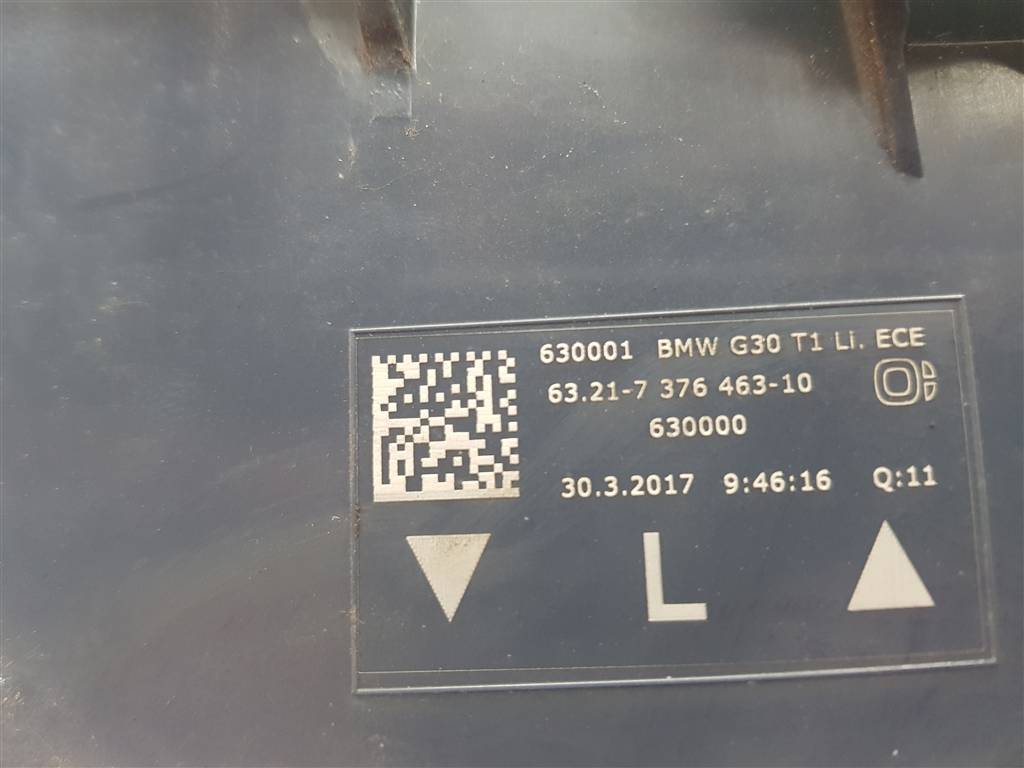 630001 BMW G30 T1 Li. ECE
63.21-7 376 463-10
630000
30.3.2017 9:46:16 Q:11
L